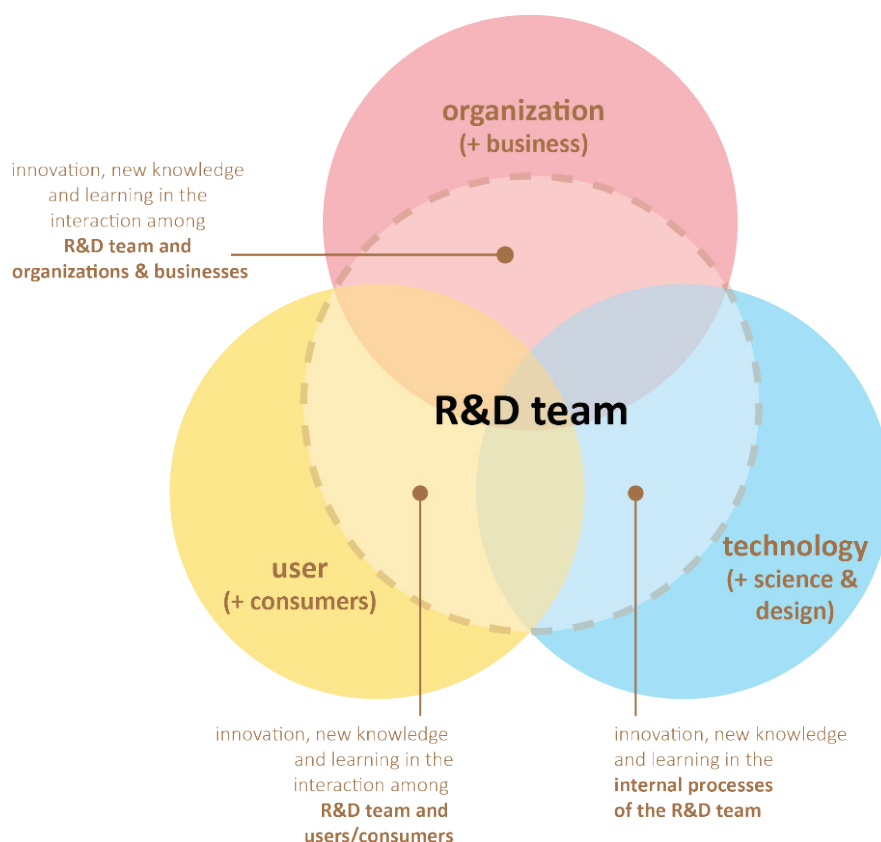 organization
(+ business)
innovation, new knowledge
and learning in the
interaction among
R&D team and
organizations & businesses
R&D team
user
(+ consumers)
technology
(+ science &
design)
innovation, new knowledge
and learning in the
interaction among
R&D team and
users/consumers
innovation, new knowledge
and learning in the
internal processes
of the R&D team